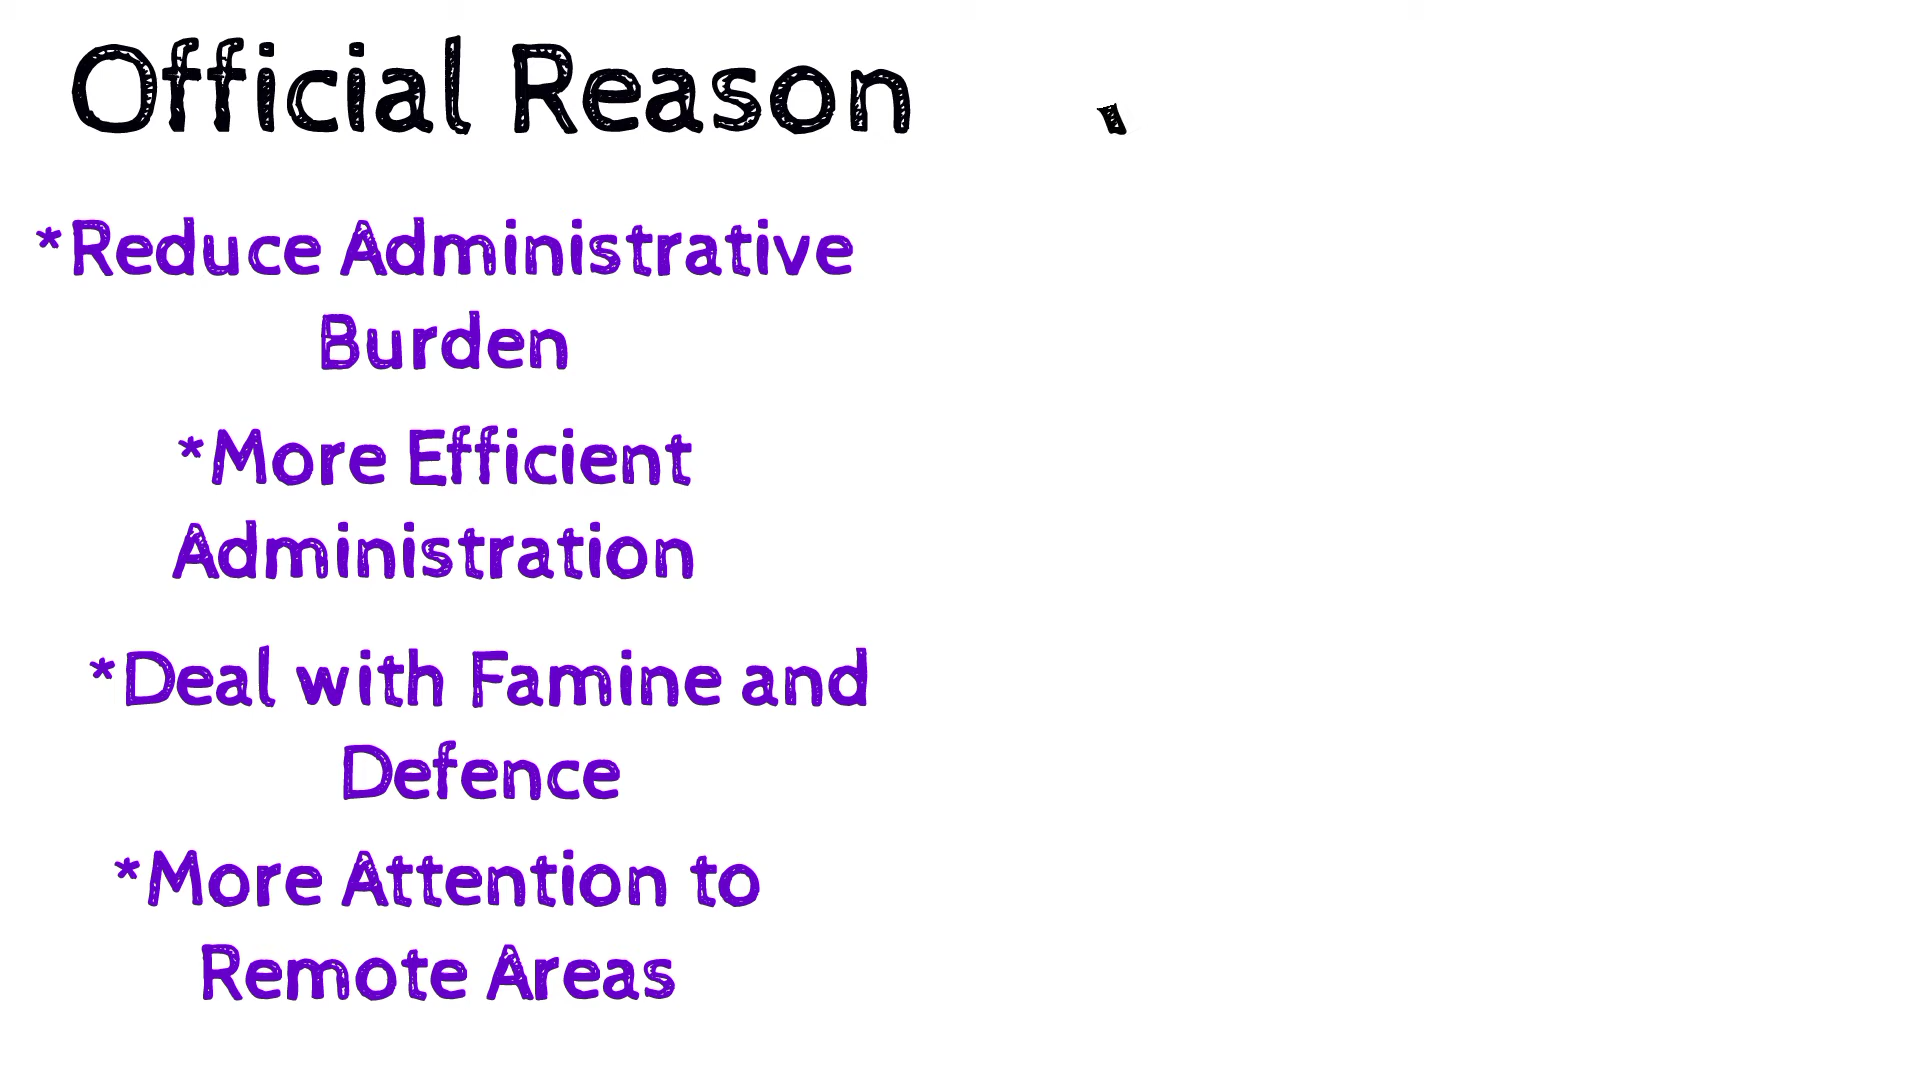 Official Reason
*Reduce Administrative
Burden
*More Efficient
Administration
*Deal with Famine and
Defence
*More Attention to
Remote Areas